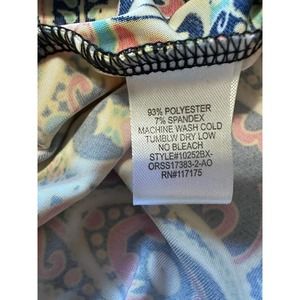 93% POLYESTER
7% SPANDEX
MACHINE WASH COLD
TUMBLW DRY LOW
NO BLEACH
STYLE#10252BX-
ORSS17383-2-AO
RN#117175